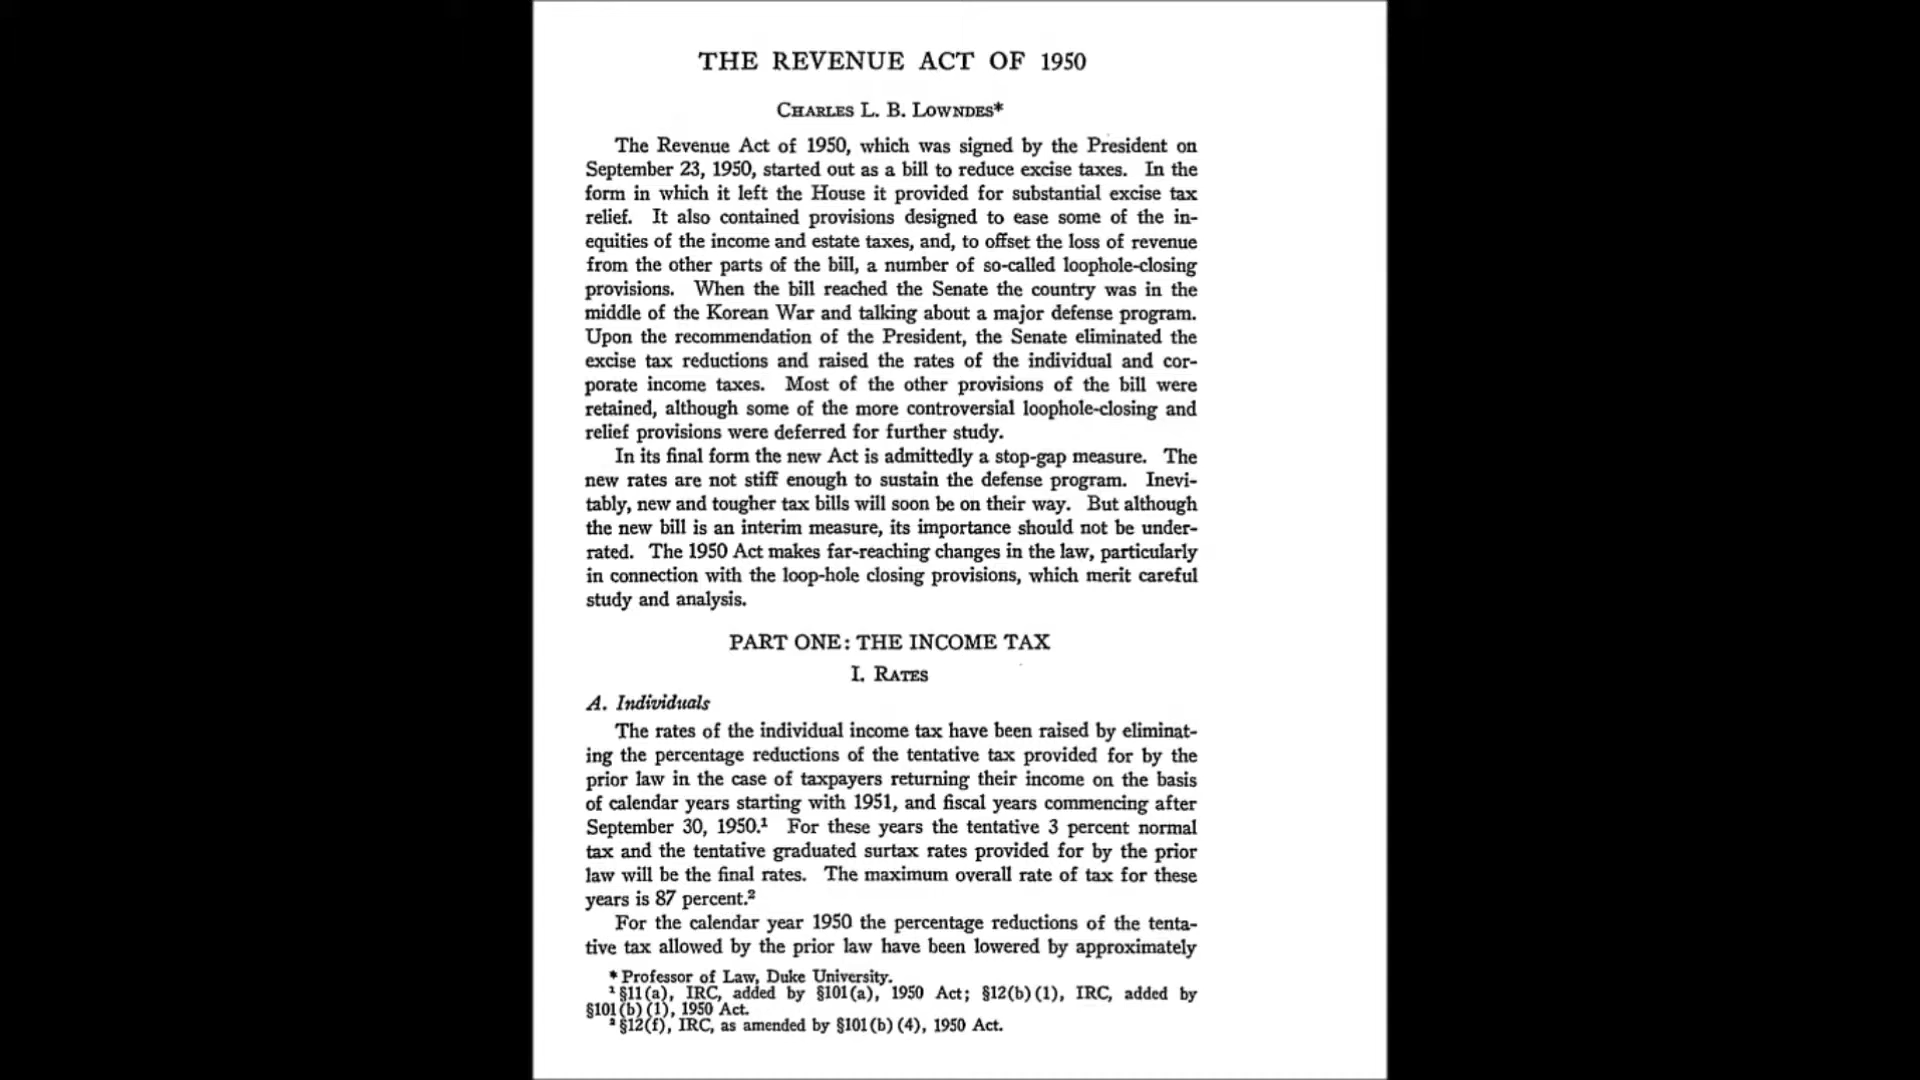 THE REVENUE ACT OF 1950
CHARLES L. B. LOWNDES*
The Revenue Act of 1950, which was signed by the President on
September 23, 1950, started out as a bill to reduce excise taxes. In the
form in which it left the House it provided for substantial excise tax
relief. It also contained provisions designed to ease some of the in-
equities of the income and estate taxes, and, to offset the loss of revenue
from the other parts of the bill, a number of so-called loophole-closing
provisions. When the bill reached the Senate the country was in the
middle of the Korean War and talking about a major defense program.
Upon the recommendation of the President, the Senate eliminated the
excise tax reductions and raised the rates of the individual and cor-
porate income taxes. Most of the other provisions of the bill were
retained, although some of the more controversial loophole-closing and
relief provisions were deferred for further study.
In its final form the new Act is admittedly a stop-gap measure. The
new rates are not stiff enough to sustain the defense program. Inevi-
tably, new and tougher tax bills will soon be on their way. But although
the new bill is an interim measure, its importance should not be under-
rated. The 1950 Act makes far-reaching changes in the law, particularly
in connection with the loop-hole closing provisions, which merit careful
study and analysis.
PART ONE: THE INCOME TAX
I. RATES
A. Individuals
The rates of the individual income tax have been raised by eliminat-
ing the percentage reductions of the tentative tax provided for by the
prior law in the case of taxpayers returning their income on the basis
of calendar years starting with 1951, and fiscal years commencing after
September 30, 1950.¹ For these years the tentative 3 percent normal
tax and the tentative graduated surtax rates provided for by the prior
law will be the final rates. The maximum overall rate of tax for these
years is 87 percent.²
For the calendar year 1950 the percentage reductions of the tenta-
tive tax allowed by the prior law have been lowered by approximately
* Professor of Law, Duke University.
¹ §11(a), IRC, added by §101(a), 1950 Act; §12(b)(1), IRC, added by
§101(b)(1), 1950 Act.
² §12(f), IRC, as amended by §101(b)(4), 1950 Act.